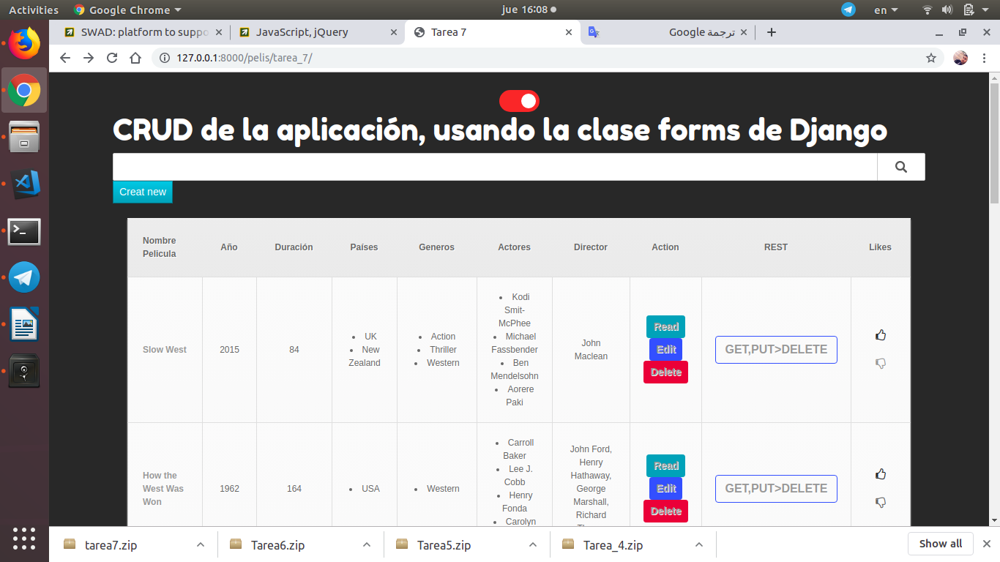 Activities Google Chrome jue 16:08 en
SWAD: platform to suppo JavaScript, jQuery Tarea 7 ترجمة Google
127.0.0.1:8000/pelis/tarea_7/
CRUD de la aplicación, usando la clase forms de Django
Creat new
Nombre Pelicula Año Duración Países Generos Actores Director Action REST Likes
Slow West
2015
84
• UK
• New Zealand
• Action
• Thriller
• Western
• Kodi Smit-McPhee
• Michael Fassbender
• Ben Mendelsohn
• Aorere Paki
John Maclean
Read
Edit
Delete
GET,PUT>DELETE
How the West Was Won
1962
164
• USA
• Western
• Carroll Baker
• Lee J. Cobb
• Henry Fonda
• Carolyn
John Ford, Henry Hathaway, George Marshall, Richard
Read
Edit
Delete
GET,PUT>DELETE
tarea7.zip Tarea6.zip Tarea5.zip Tarea_4.zip Show all